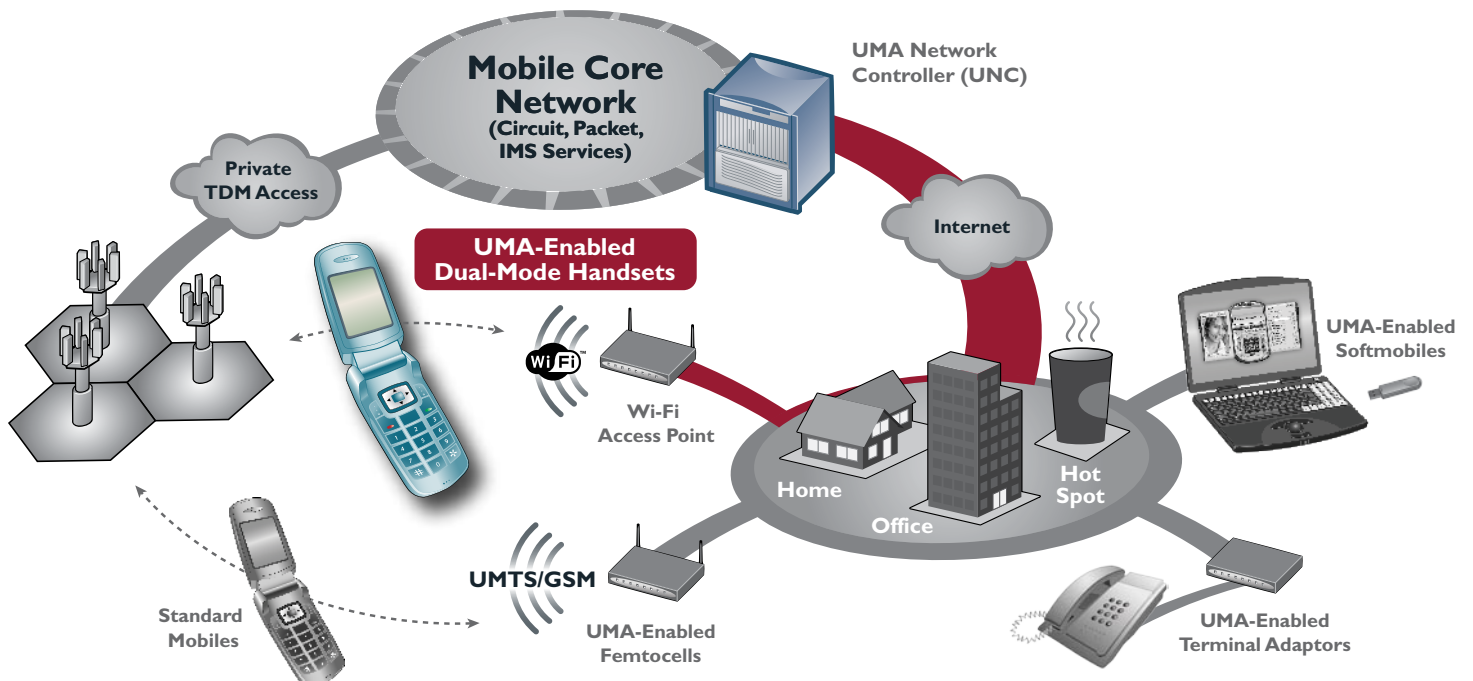 Mobile Core
Network
(Circuit, Packet,
IMS Services)
UMA Network
Controller (UNC)
Private
TDM Access
Internet
UMA-Enabled
Dual-Mode Handsets
WiFi™
Wi-Fi
Access Point
UMA-Enabled
Softmobiles
Home
Office
Hot
Spot
UMTS/GSM
Standard
Mobiles
UMA-Enabled
Femtocells
UMA-Enabled
Terminal Adaptors